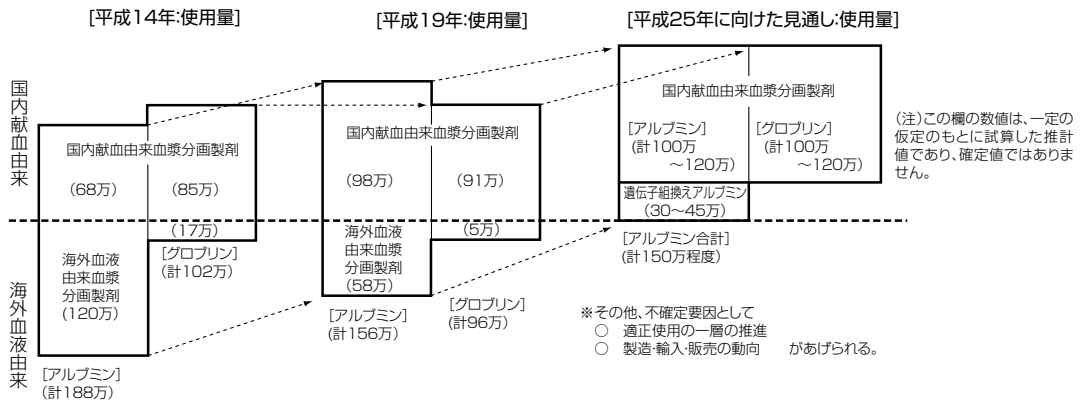 [平成14年:使用量]
[平成19年:使用量]
[平成25年に向けた見通し:使用量]
国内献血由来
海外血液由来
国内献血由来血漿分画製剤
(68万)
(85万)
(17万)
海外血液
由来血漿
分画製剤
(120万)
[グロブリン]
(計102万)
[アルブミン]
(計188万)
国内献血由来血漿分画製剤
(98万)
(91万)
(5万)
海外血液
由来血漿
分画製剤
(58万)
[アルブミン]
(計156万)
[グロブリン]
(計96万)
国内献血由来血漿分画製剤
[アルブミン]
(計100万
~120万)
[グロブリン]
(計100万
~120万)
遺伝子組換えアルブミン
(30~45万)
[アルブミン合計]
(計150万程度)
(注)この欄の数値は、一定の
仮定のもとに試算した推計
値であり、確定値ではありま
せん。
※その他、不確定要因として
○ 適正使用の一層の推進
○ 製造・輸入・販売の動向 があげられる。